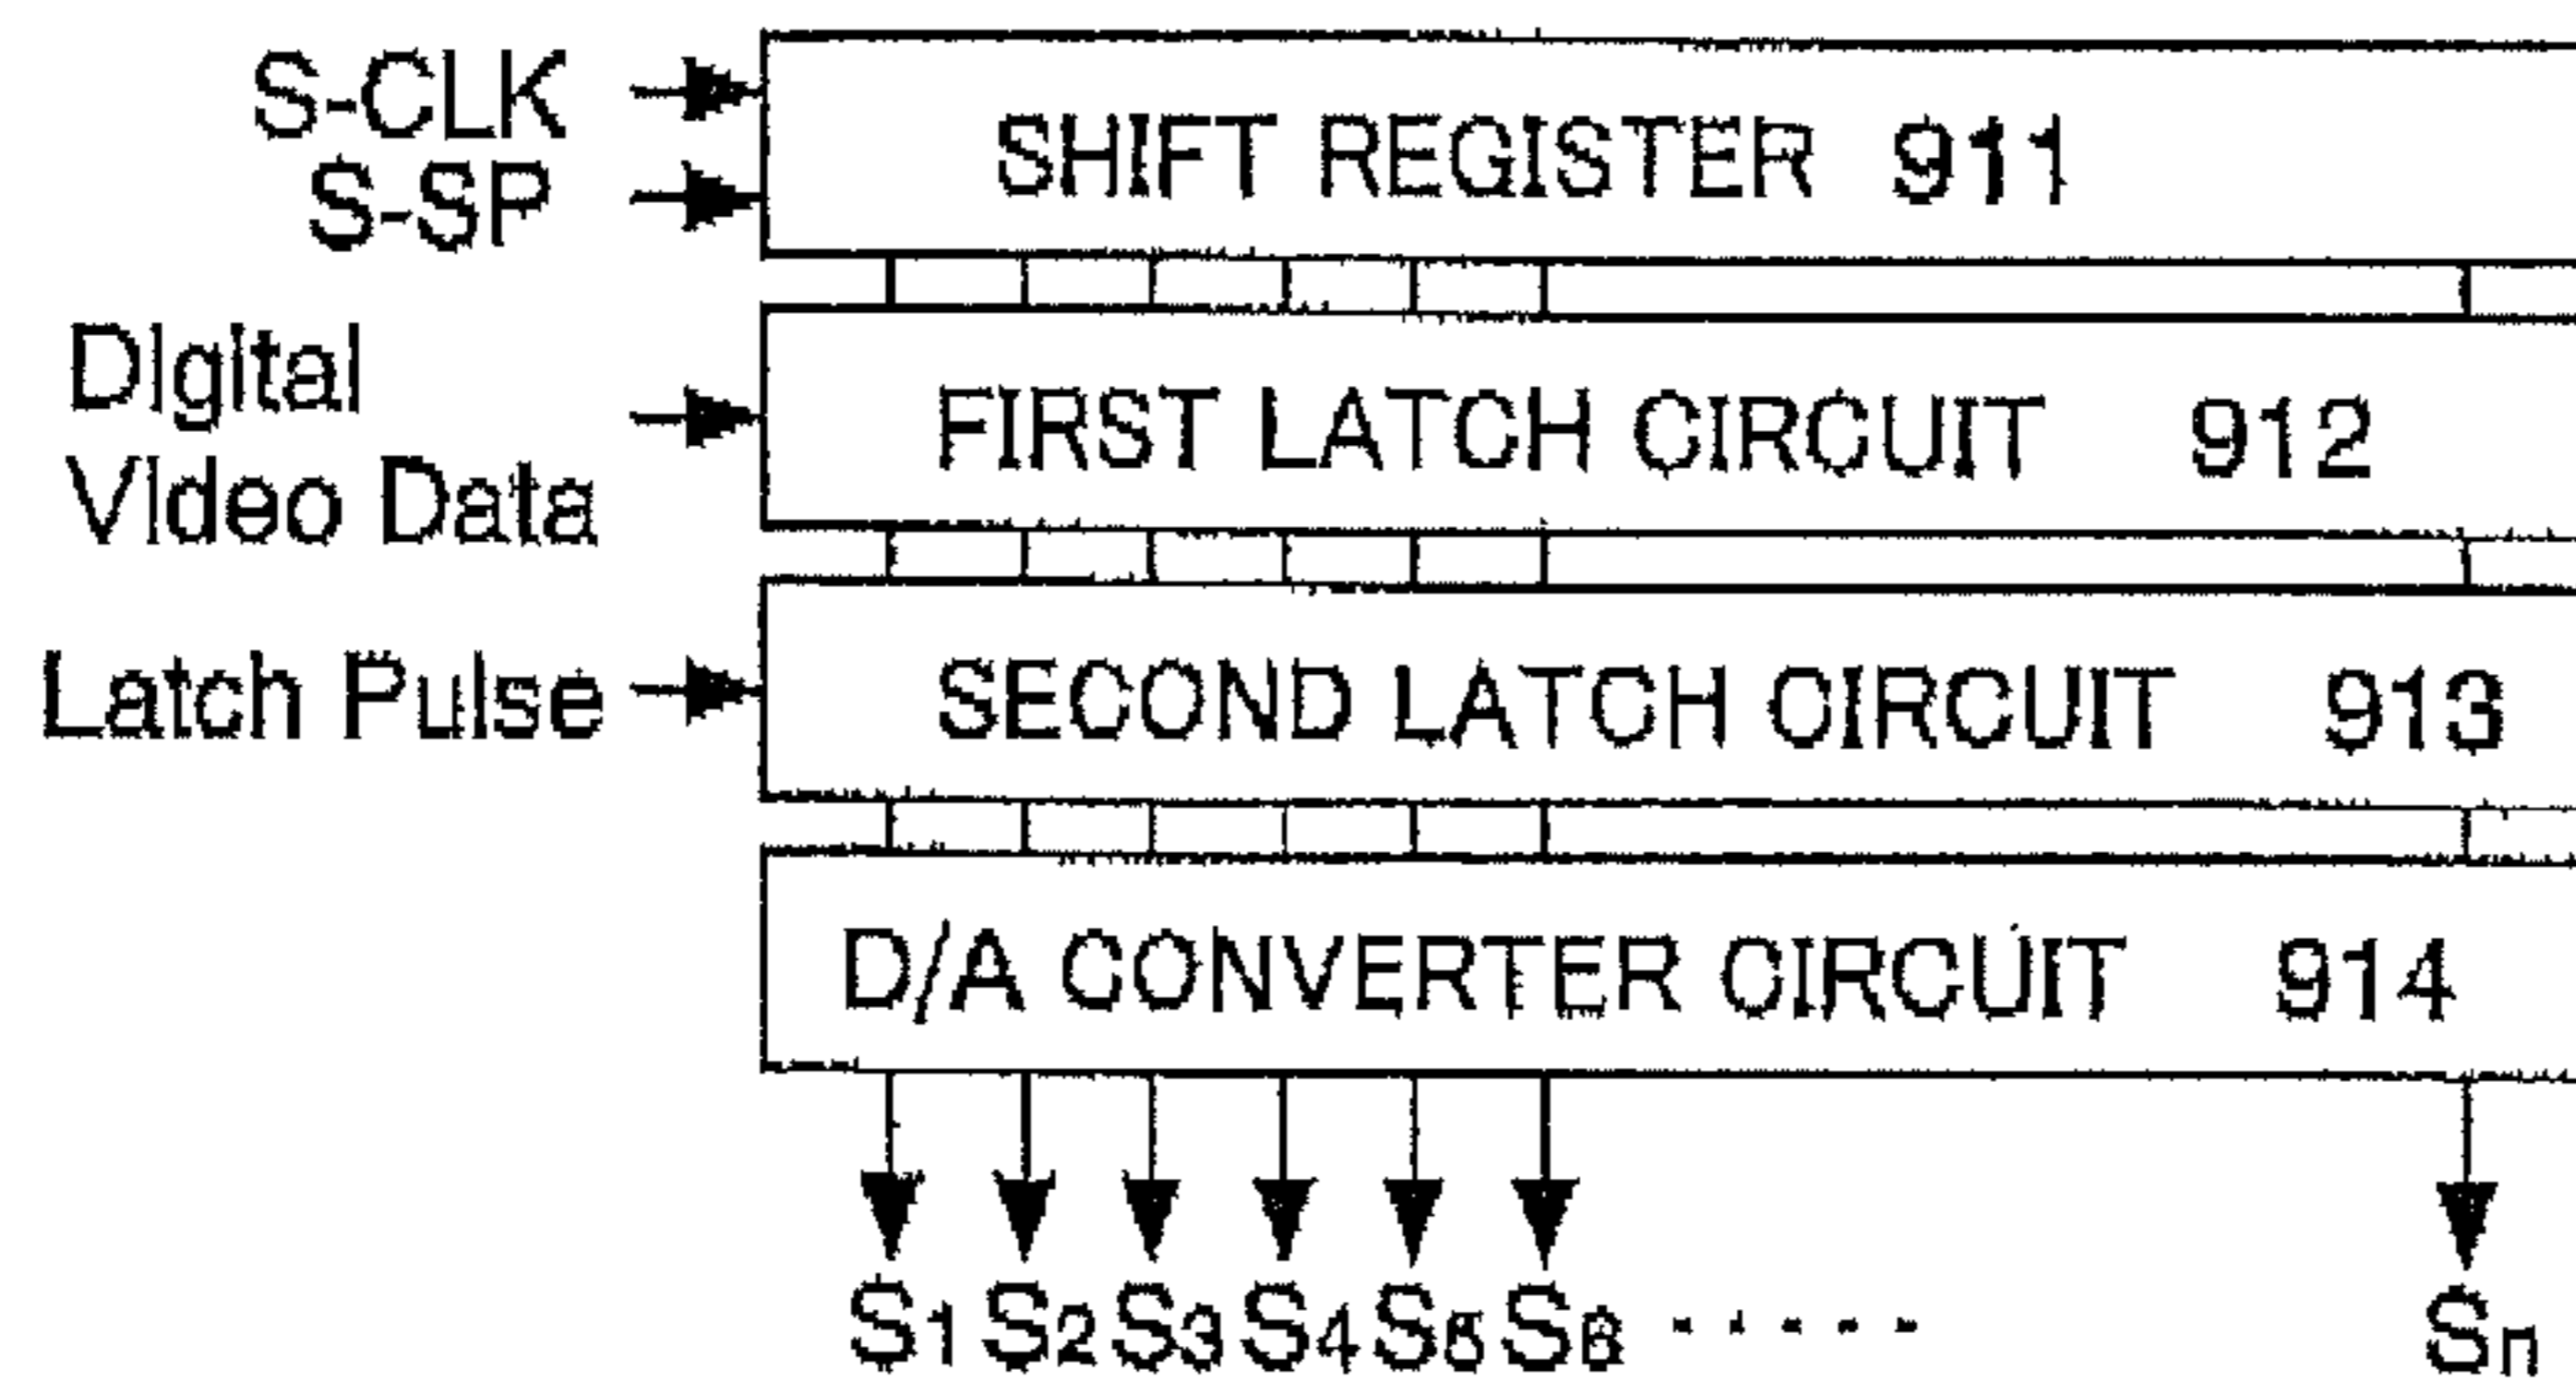 S-CLK
S-SP
SHIFT REGISTER 911
Digital
Video Data
FIRST LATCH CIRCUIT 912
Latch Pulse
SECOND LATCH CIRCUIT 913
D/A CONVERTER CIRCUIT 914
S1 S2 S3 S4 S5 S6 ····· Sn